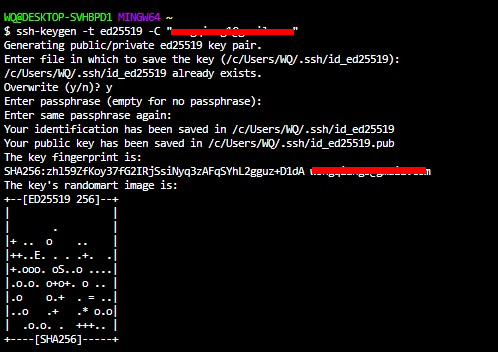 WQ@DESKTOP-SVH8PD1 MINGW64 ~
$ ssh-keygen -t ed25519 -C "
Generating public/private ed25519 key pair.
Enter file in which to save the key (/c/Users/WQ/.ssh/id_ed25519):
/c/Users/WQ/.ssh/id_ed25519 already exists.
Overwrite (y/n)? y
Enter passphrase (empty for no passphrase):
Enter same passphrase again:
Your identification has been saved in /c/Users/WQ/.ssh/id_ed25519
Your public key has been saved in /c/Users/WQ/.ssh/id_ed25519.pub
The key fingerprint is:
SHA256:zhl59ZfKoy37fG2IRjSsiNyq3zAFqSYhL2gguz+D1dA
The key's randomart image is:
+--[ED25519 256]--+
|                 |
|       .         |
|+ ..  o    ..    |
|++..E. . . .+.  .|
|+.ooo. oS..o ....|
|.o.o. o+o+. o .. |
|.o    o.+  . = ..|
|..o   .+   .* o.o|
|  .o.o. .  +++.. |
+----[SHA256]-----+